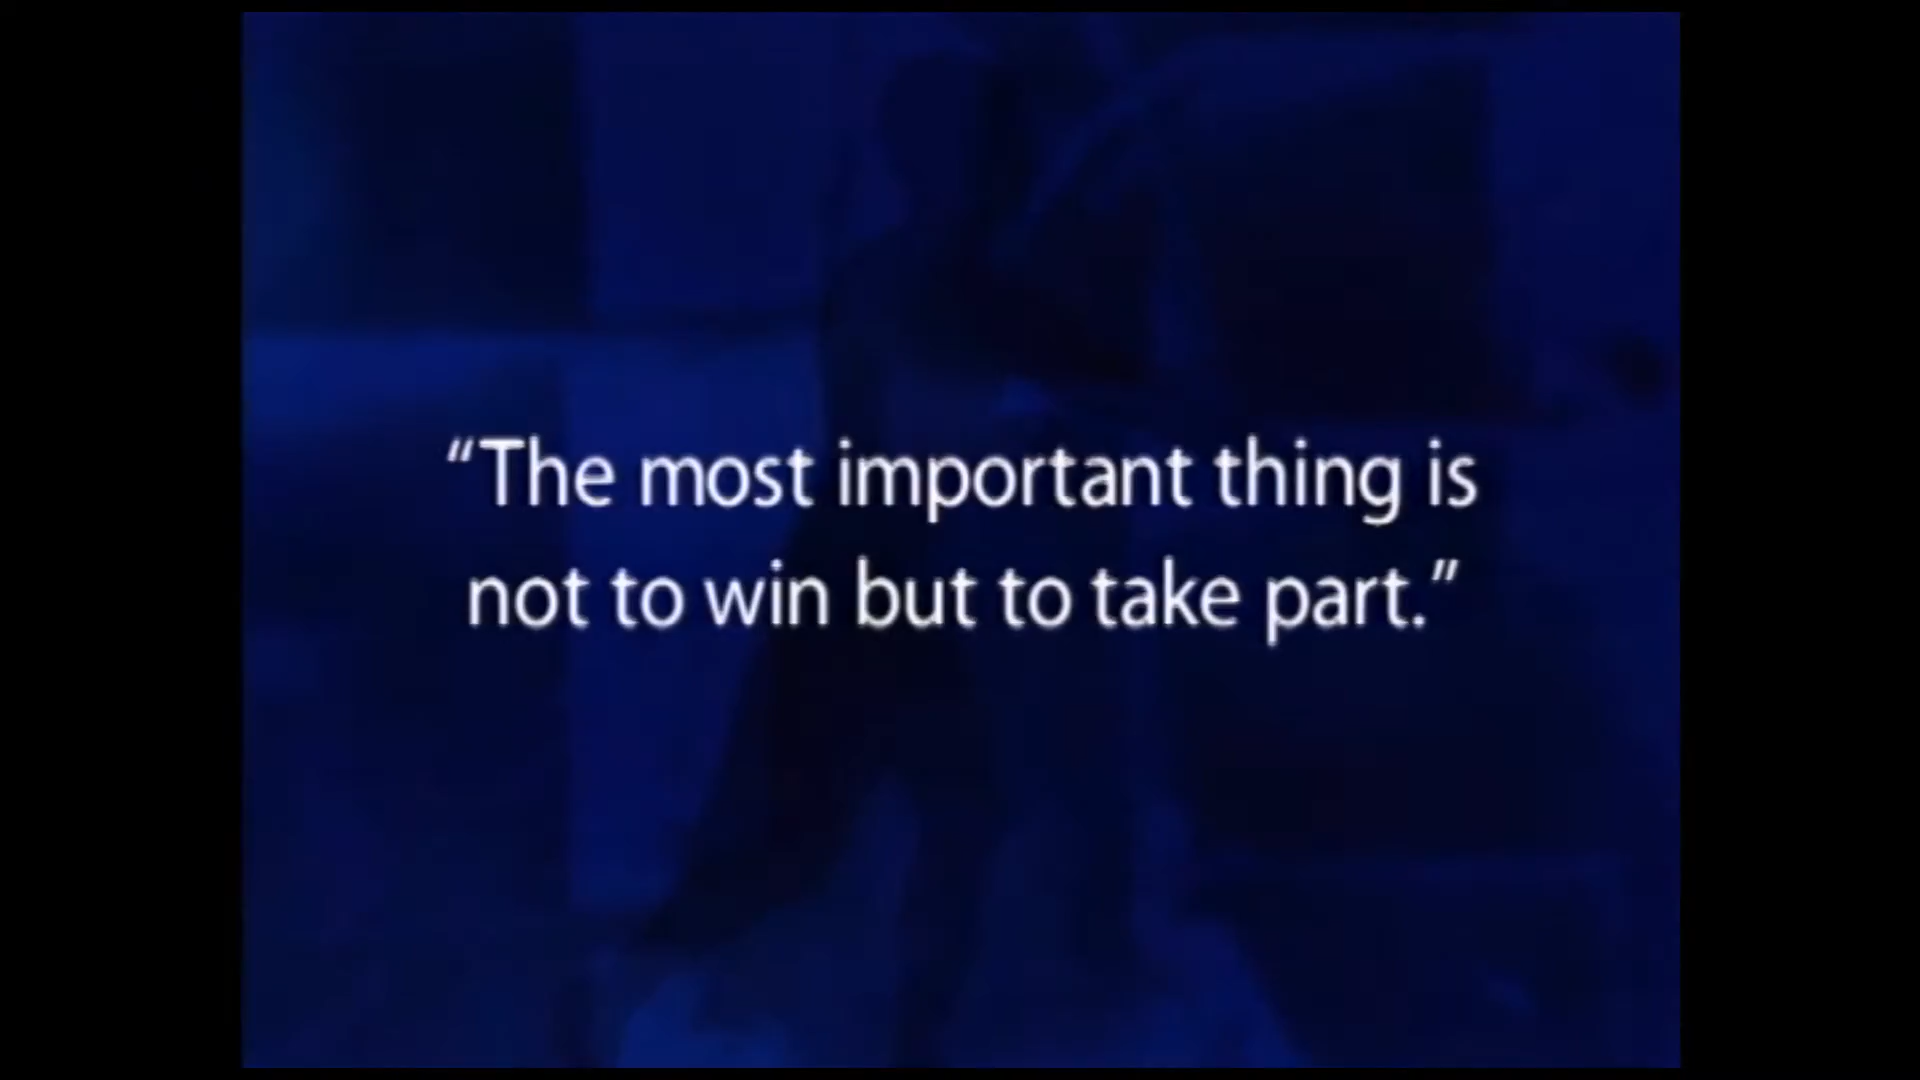 “The most important thing is
not to win but to take part.”